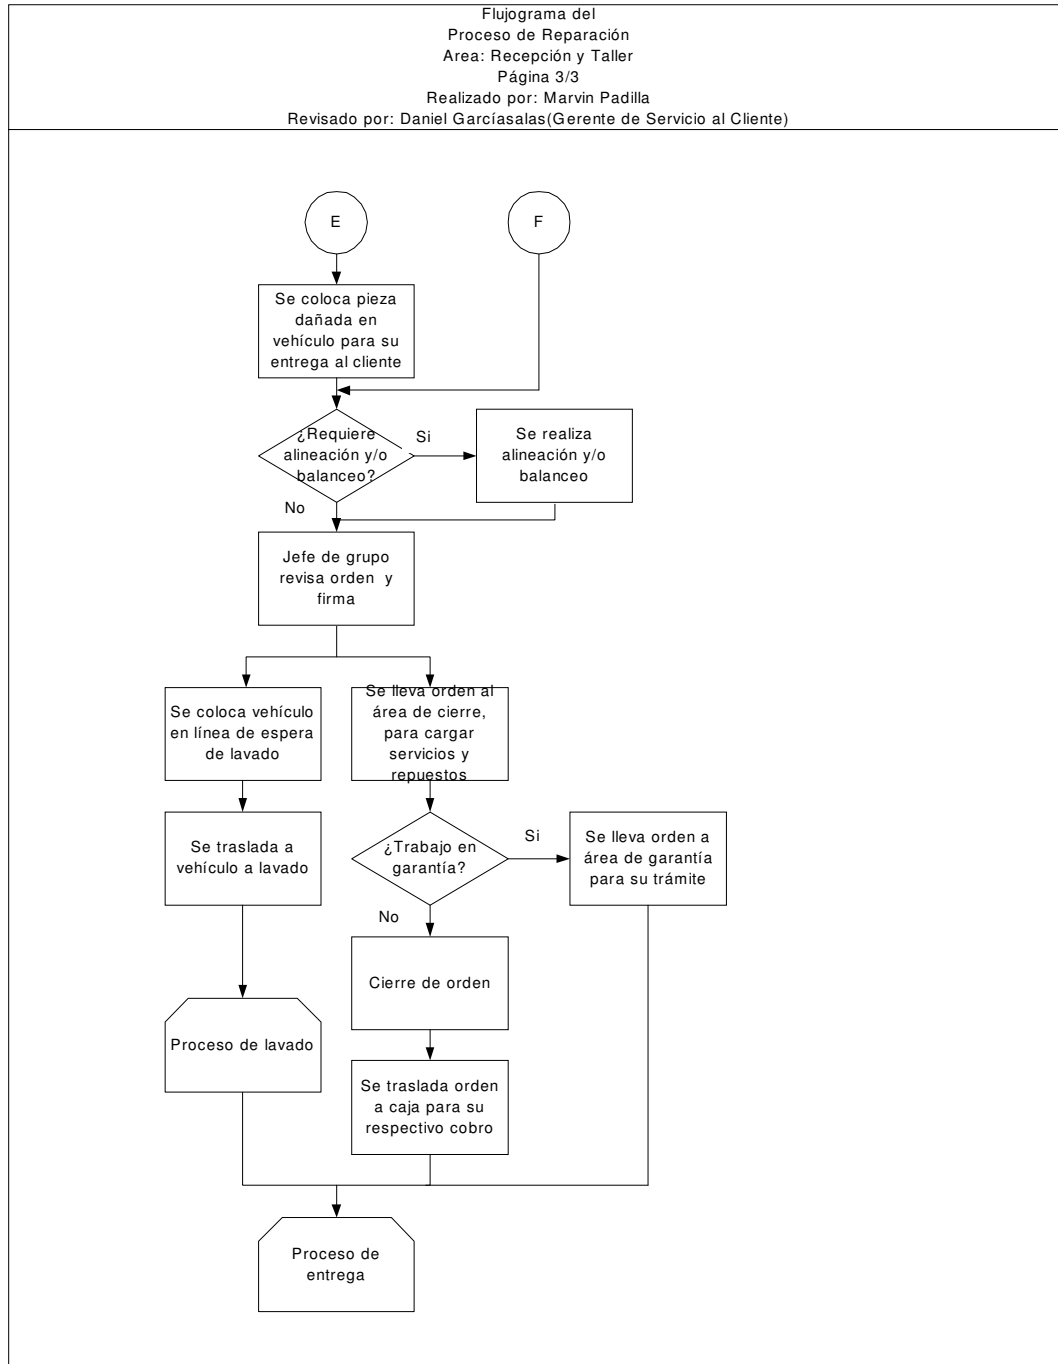 Flujograma del
Proceso de Reparación
Area: Recepción y Taller
Página 3/3
Realizado por: Marvin Padilla
Revisado por: Daniel Garcíasalas(Gerente de Servicio al Cliente)
E
F
Se coloca pieza
dañada en
vehículo para su
entrega al cliente
¿Requiere
alineación y/o
balanceo?
Si
Se realiza
alineación y/o
balanceo
No
Jefe de grupo
revisa orden y
firma
Se coloca vehículo
en línea de espera
de lavado
Se lleva orden al
área de cierre,
para cargar
servicios y
repuestos
Se traslada a
vehículo a lavado
¿Trabajo en
garantía?
Si
Se lleva orden a
área de garantía
para su trámite
No
Cierre de orden
Proceso de lavado
Se traslada orden
a caja para su
respectivo cobro
Proceso de
entrega